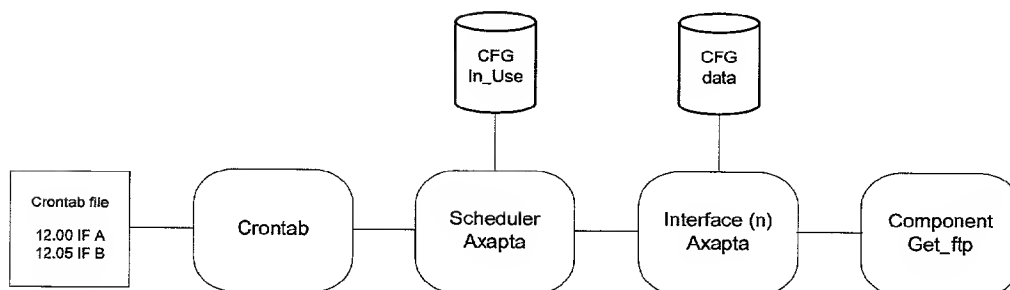 CFG
In_Use
CFG
data
Crontab file
12.00 IF A
12.05 IF B
Crontab
Scheduler
Axapta
Interface (n)
Axapta
Component
Get_ftp